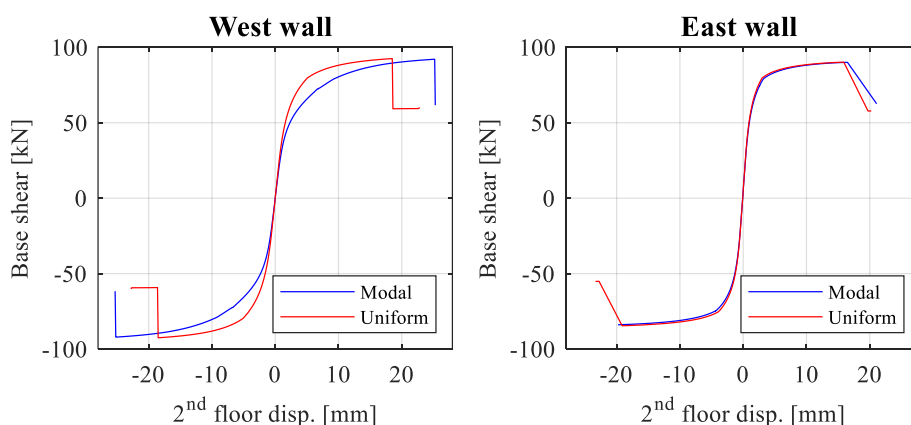 West wall
Base shear [kN]
100
50
0
-50
-100
-20
-10
0
10
20
2nd floor disp. [mm]
Modal
Uniform
East wall
Base shear [kN]
100
50
0
-50
-100
-20
-10
0
10
20
2nd floor disp. [mm]
Modal
Uniform